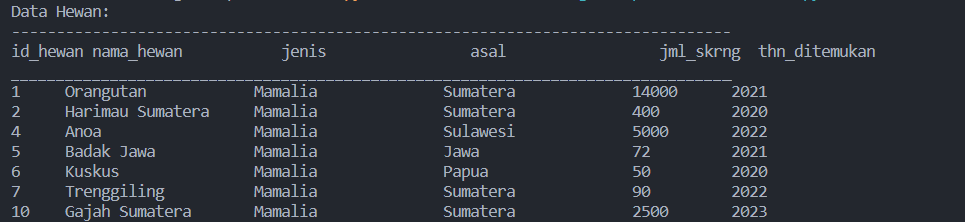 Data Hewan:
--------------------------------------------------------------------------------
id_hewan nama_hewan jenis asal jml_skrng thn_ditemukan
________________________________________________________________________________
1 Orangutan Mamalia Sumatera 14000 2021
2 Harimau Sumatera Mamalia Sumatera 400 2020
4 Anoa Mamalia Sulawesi 5000 2022
5 Badak Jawa Mamalia Jawa 72 2021
6 Kuskus Mamalia Papua 50 2020
7 Trenggiling Mamalia Sumatera 90 2022
10 Gajah Sumatera Mamalia Sumatera 2500 2023